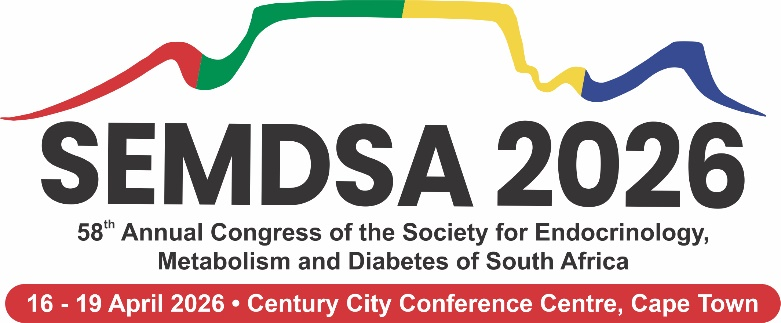 SEMDSA 2026
58th Annual Congress of the Society for Endocrinology,
Metabolism and Diabetes of South Africa
16 - 19 April 2026 • Century City Conference Centre, Cape Town